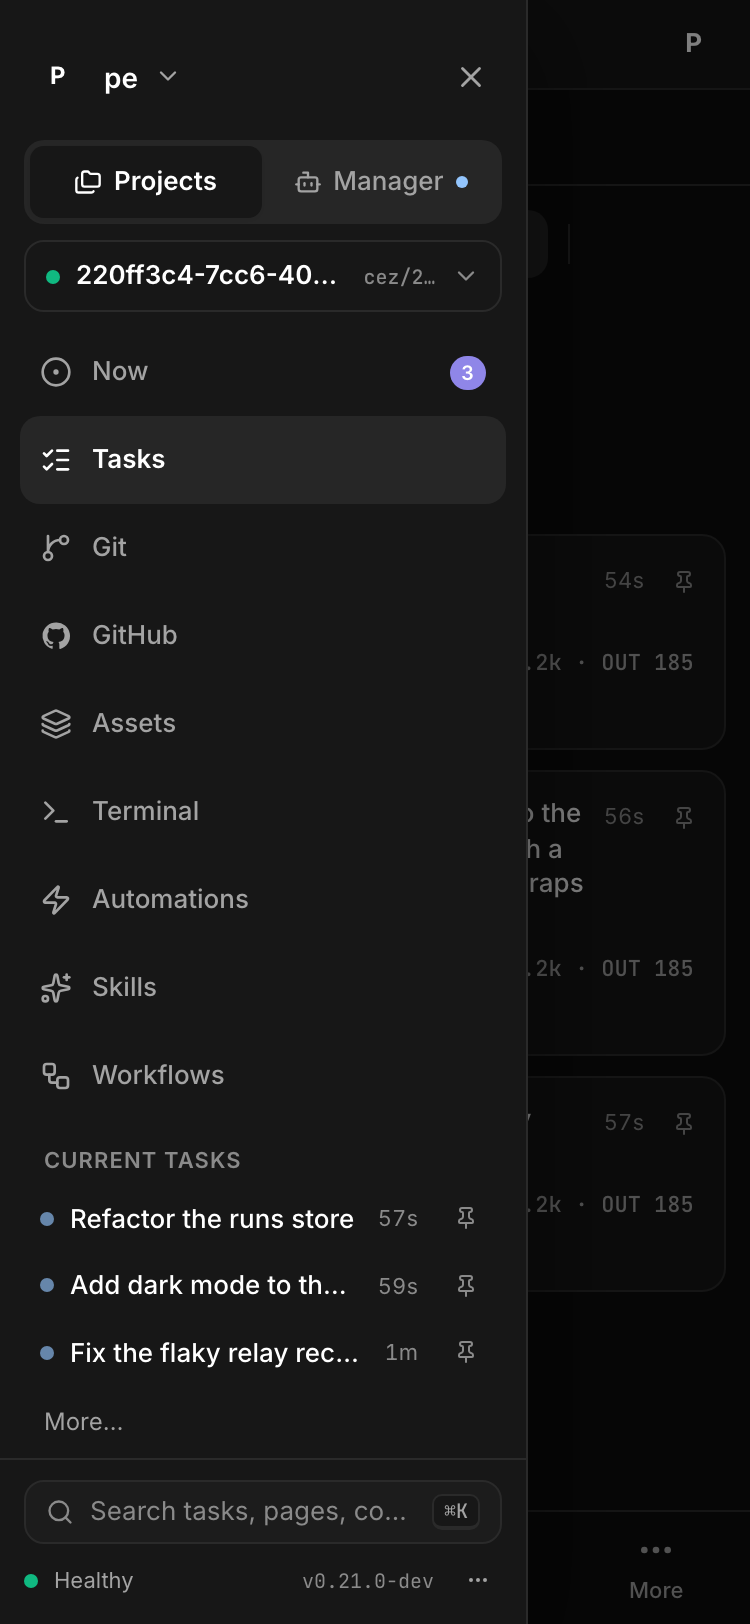 P pe
P
Projects Manager
220ff3c4-7cc6-40... cez/2…
Now 3
Tasks
Git
54s
GitHub
.2k · OUT 185
Assets
Terminal
the 56s
h a
raps
Automations
.2k · OUT 185
Skills
Workflows
57s
CURRENT TASKS
.2k · OUT 185
Refactor the runs store 57s
Add dark mode to th... 59s
Fix the flaky relay rec... 1m
More...
Search tasks, pages, co... ⌘K
Healthy v0.21.0-dev ...
More